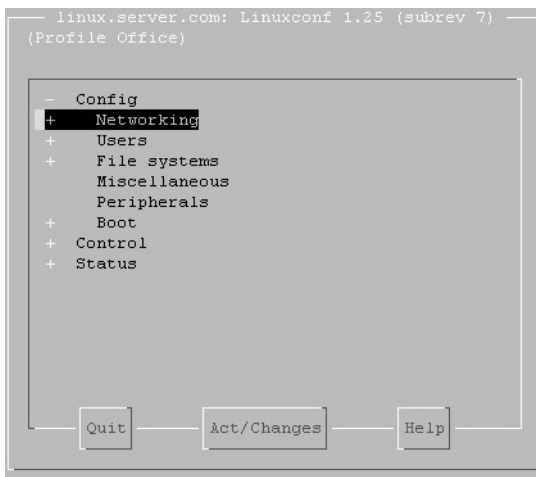 linux.server.com: Linuxconf 1.25 (subrev 7)
(Profile Office)
- Config
+ Networking
+ Users
+ File systems
Miscellaneous
Peripherals
+ Boot
+ Control
+ Status
Quit Act/Changes Help